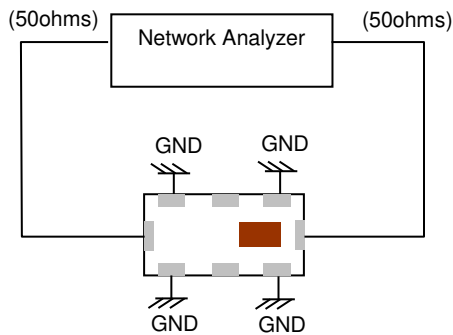 (50ohms)
Network Analyzer
(50ohms)
GND
GND
GND
GND